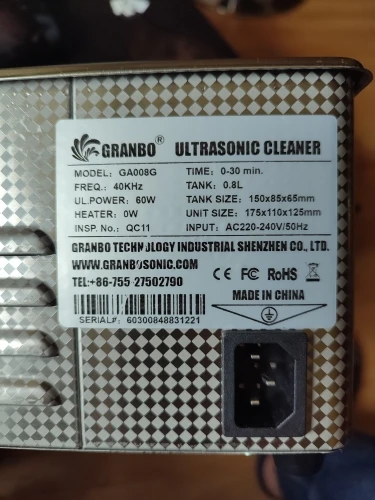 GRANBO® ULTRASONIC CLEANER
MODEL: GA008G TIME: 0-30 min.
FREQ.: 40KHz TANK: 0.8L
UL.POWER: 60W TANK SIZE: 150x85x65mm
HEATER: 0W UNIT SIZE: 175x110x125mm
INSP. No.: QC11 INPUT: AC220-240V/50Hz
GRANBO TECHNOLOGY INDUSTRIAL SHENZHEN CO., LTD.
WWW.GRANBOSONIC.COM
TEL:+86-755-27502790
CE FC RoHS
MADE IN CHINA
SERIAL#: 60300848831221